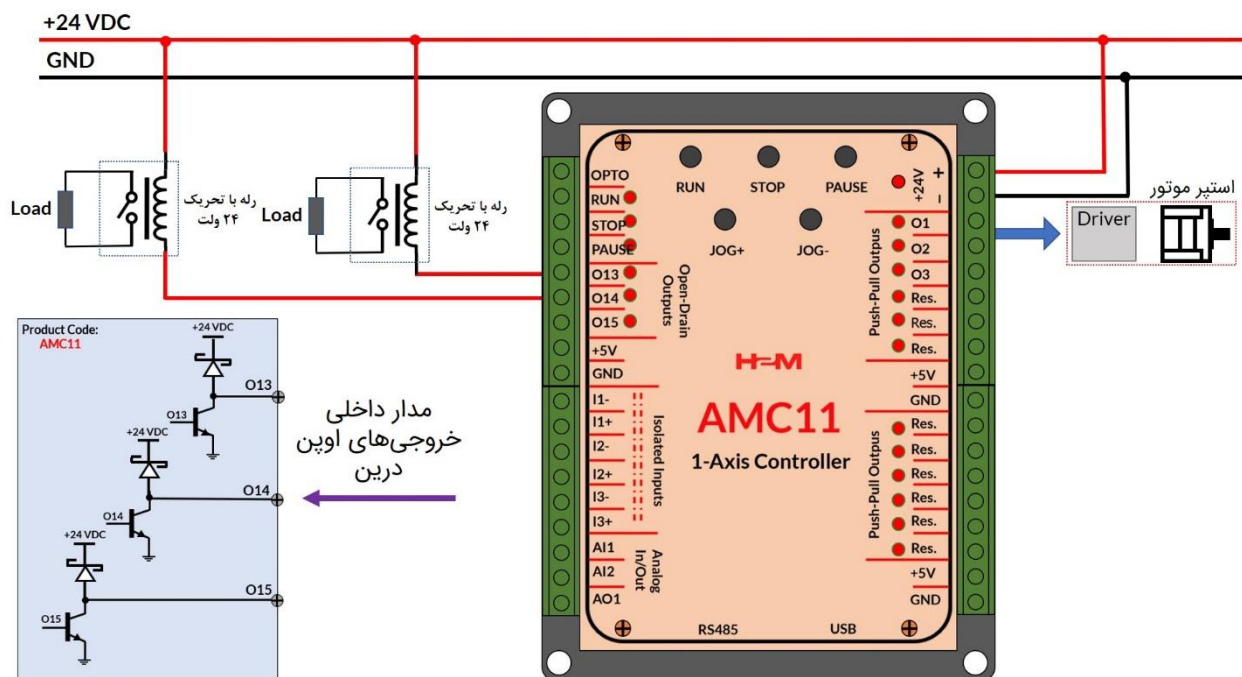 +24 VDC
GND
Load
رله با تحریک
۲۴ ولت
Load
رله با تحریک
۲۴ ولت
OPTO
RUN
STOP
PAUSE
O13
O14
O15
Open-Drain
Outputs
+5V
GND
I1-
I1+
I2-
I2+
I3-
I3+
Isolated Inputs
AI1
AI2
AO1
Analog
In/Out
RUN
STOP
PAUSE
JOG+
JOG-
AMC11
1-Axis Controller
RS485
USB
+24V
+
-
O1
O2
O3
Res.
Res.
Res.
Push-Pull Outpus
+5V
GND
Res.
Res.
Res.
Res.
Res.
Res.
Push-Pull Outpus
+5V
GND
استپر موتور
Driver
Product Code:
AMC11
+24 VDC
O13
O13
+24 VDC
O14
O14
+24 VDC
O15
O15
مدار داخلی
خروجی‌های اوپن
درین